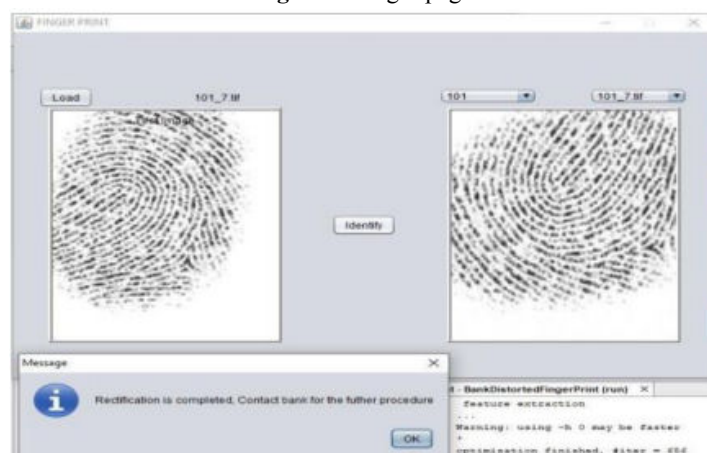 FINGER PRINT
Load
101_7.tif
101
101_7.tif
Identify
Message
Rectification is completed, Contact bank for the futher procedure
OK
- BankDistortedFingerPrint (run)
feature extraction
...
Warning: using -h 0 may be faster
*
optimization finished, #iter = 656